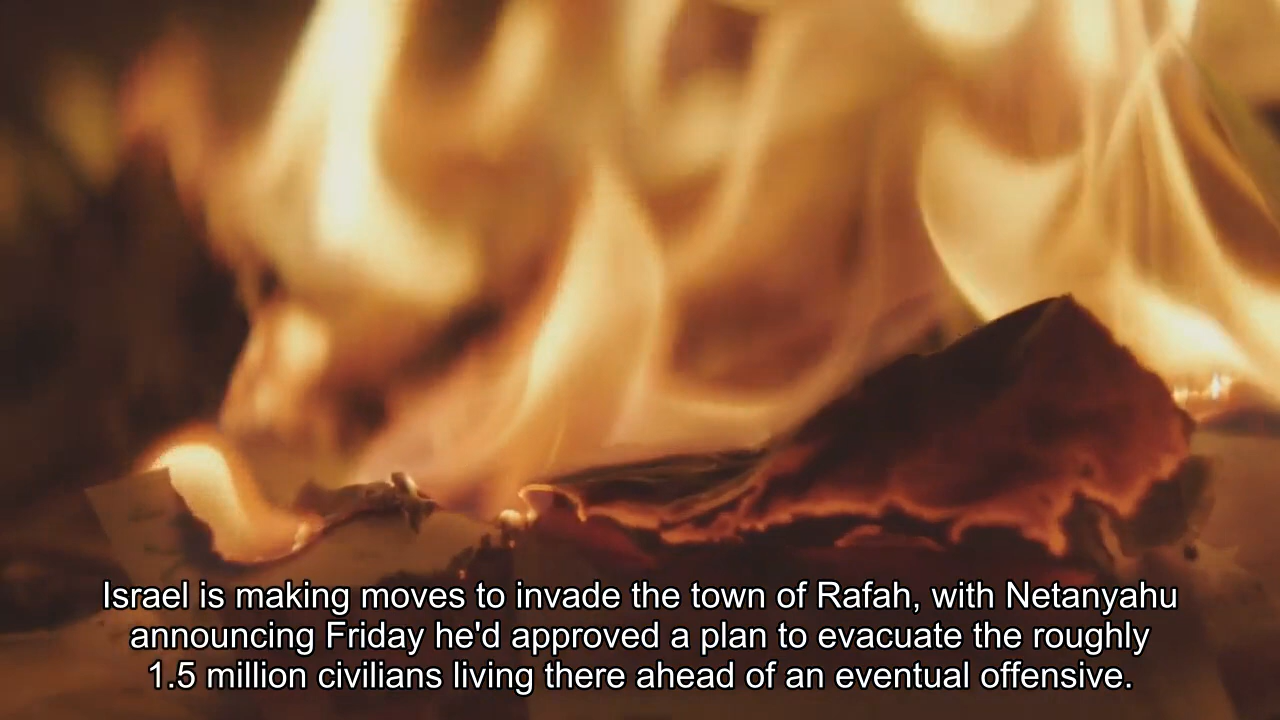 Israel is making moves to invade the town of Rafah, with Netanyahu
announcing Friday he'd approved a plan to evacuate the roughly
1.5 million civilians living there ahead of an eventual offensive.